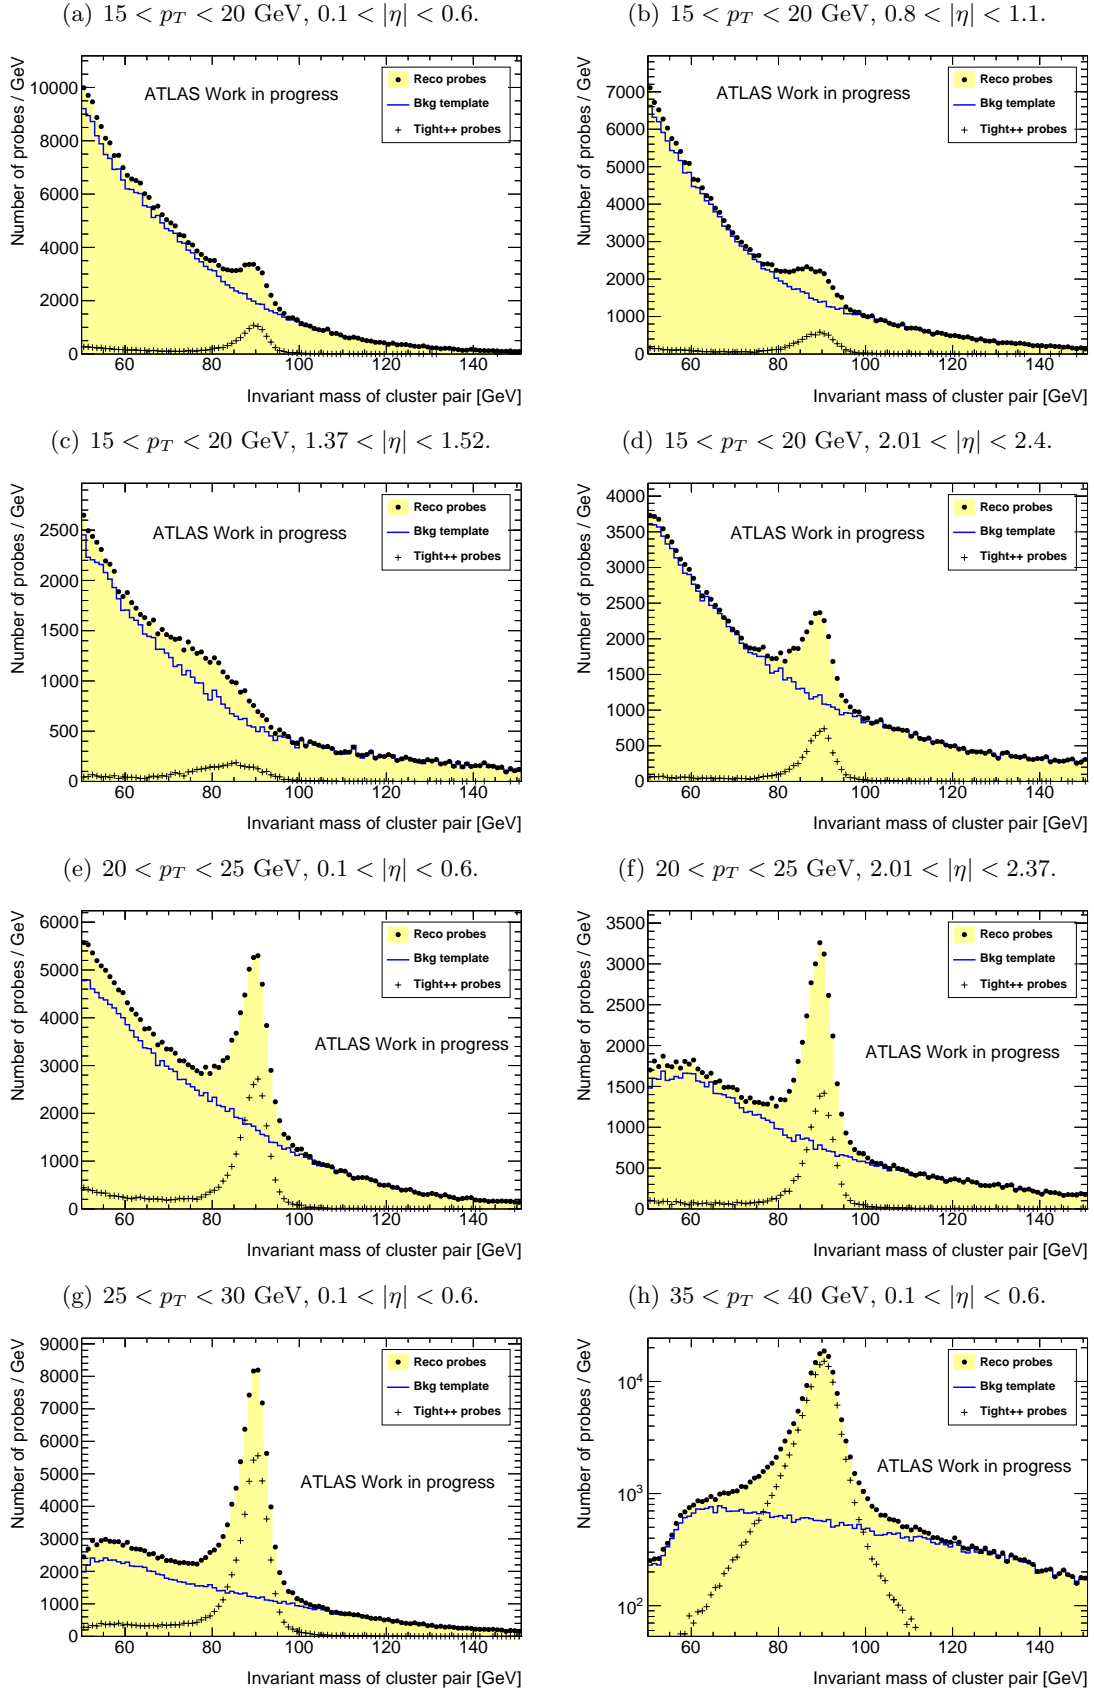 (a) 15 < p_T < 20 GeV, 0.1 < |η| < 0.6.
Number of probes / GeV
10000
8000
6000
4000
2000
0
ATLAS Work in progress
Reco probes
Bkg template
Tight++ probes
60 80 100 120 140
Invariant mass of cluster pair [GeV]
(b) 15 < p_T < 20 GeV, 0.8 < |η| < 1.1.
Number of probes / GeV
7000
6000
5000
4000
3000
2000
1000
0
ATLAS Work in progress
Reco probes
Bkg template
Tight++ probes
60 80 100 120 140
Invariant mass of cluster pair [GeV]
(c) 15 < p_T < 20 GeV, 1.37 < |η| < 1.52.
Number of probes / GeV
2500
2000
1500
1000
500
0
ATLAS Work in progress
Reco probes
Bkg template
Tight++ probes
60 80 100 120 140
Invariant mass of cluster pair [GeV]
(d) 15 < p_T < 20 GeV, 2.01 < |η| < 2.4.
Number of probes / GeV
4000
3500
3000
2500
2000
1500
1000
500
0
ATLAS Work in progress
Reco probes
Bkg template
Tight++ probes
60 80 100 120 140
Invariant mass of cluster pair [GeV]
(e) 20 < p_T < 25 GeV, 0.1 < |η| < 0.6.
Number of probes / GeV
6000
5000
4000
3000
2000
1000
0
Reco probes
Bkg template
Tight++ probes
ATLAS Work in progress
60 80 100 120 140
Invariant mass of cluster pair [GeV]
(f) 20 < p_T < 25 GeV, 2.01 < |η| < 2.37.
Number of probes / GeV
3500
3000
2500
2000
1500
1000
500
0
Reco probes
Bkg template
Tight++ probes
ATLAS Work in progress
60 80 100 120 140
Invariant mass of cluster pair [GeV]
(g) 25 < p_T < 30 GeV, 0.1 < |η| < 0.6.
Number of probes / GeV
9000
8000
7000
6000
5000
4000
3000
2000
1000
0
Reco probes
Bkg template
Tight++ probes
ATLAS Work in progress
60 80 100 120 140
Invariant mass of cluster pair [GeV]
(h) 35 < p_T < 40 GeV, 0.1 < |η| < 0.6.
Number of probes / GeV
10^4
10^3
10^2
Reco probes
Bkg template
Tight++ probes
ATLAS Work in progress
60 80 100 120 140
Invariant mass of cluster pair [GeV]